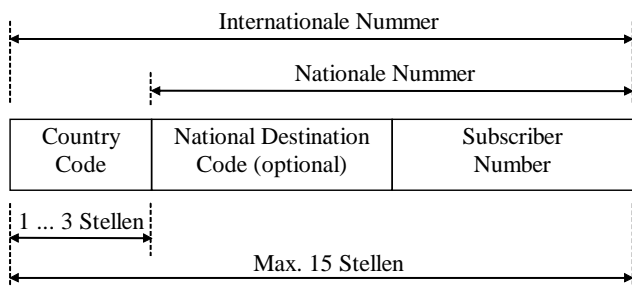 Internationale Nummer
Nationale Nummer
Country
Code
National Destination
Code (optional)
Subscriber
Number
1 ... 3 Stellen
Max. 15 Stellen